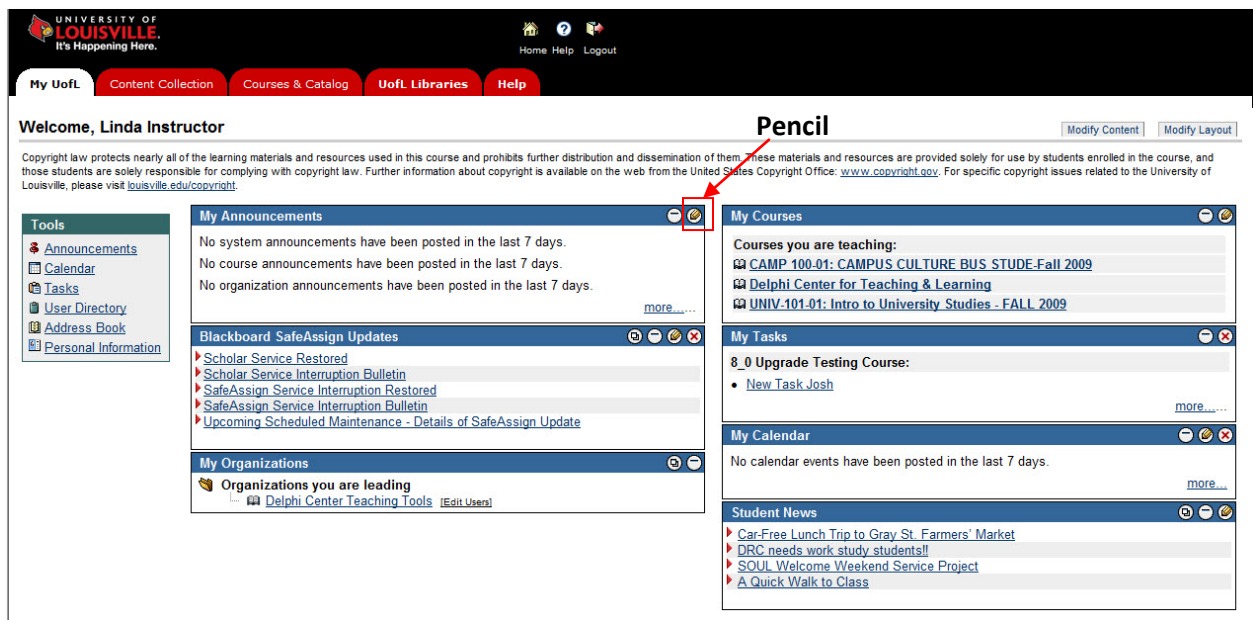 UNIVERSITY OF
LOUISVILLE.
It's Happening Here.
Home Help Logout
My UofL Content Collection Courses & Catalog UofL Libraries Help
Welcome, Linda Instructor
Pencil
Modify Content Modify Layout
Copyright law protects nearly all of the learning materials and resources used in this course and prohibits further distribution and dissemination of them. These materials and resources are provided solely for use by students enrolled in the course, and
those students are solely responsible for complying with copyright law. Further information about copyright is available on the web from the United States Copyright Office: www.copyright.gov. For specific copyright issues related to the University of
Louisville, please visit louisville.edu/copyright.
Tools
Announcements
Calendar
Tasks
User Directory
Address Book
Personal Information
My Announcements
No system announcements have been posted in the last 7 days.
No course announcements have been posted in the last 7 days.
No organization announcements have been posted in the last 7 days.
more......
Blackboard SafeAssign Updates
Scholar Service Restored
Scholar Service Interruption Bulletin
SafeAssign Service Interruption Restored
SafeAssign Service Interruption Bulletin
Upcoming Scheduled Maintenance - Details of SafeAssign Update
My Organizations
Organizations you are leading
Delphi Center Teaching Tools [Edit Users]
My Courses
Courses you are teaching:
CAMP 100-01: CAMPUS CULTURE BUS STUDE-Fall 2009
Delphi Center for Teaching & Learning
UNIV-101-01: Intro to University Studies - FALL 2009
My Tasks
8_0 Upgrade Testing Course:
• New Task Josh
more......
My Calendar
No calendar events have been posted in the last 7 days.
more...
Student News
Car-Free Lunch Trip to Gray St. Farmers' Market
DRC needs work study students!!
SOUL Welcome Weekend Service Project
A Quick Walk to Class